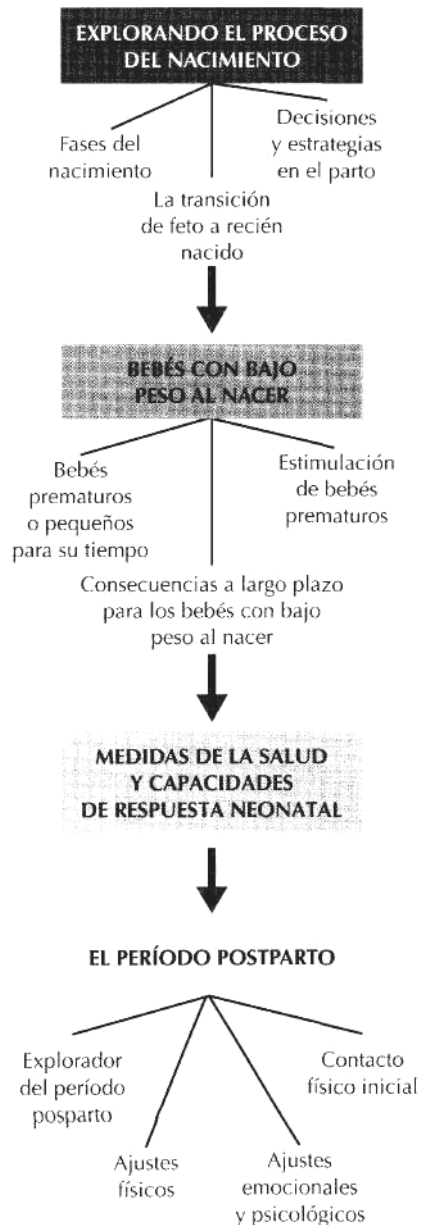 EXPLORANDO EL PROCESO
DEL NACIMIENTO
Fases del
nacimiento
La transición
de feto a recién
nacido
Decisiones
y estrategias
en el parto
BEBÉS CON BAJO
PESO AL NACER
Bebés
prematuros
o pequeños
para su tiempo
Consecuencias a largo plazo
para los bebés con bajo
peso al nacer
Estimulación
de bebés
prematuros
MEDIDAS DE LA SALUD
Y CAPACIDADES
DE RESPUESTA NEONATAL
EL PERÍODO POSTPARTO
Explorador
del período
posparto
Ajustes
físicos
Ajustes
emocionales
y psicológicos
Contacto
físico inicial